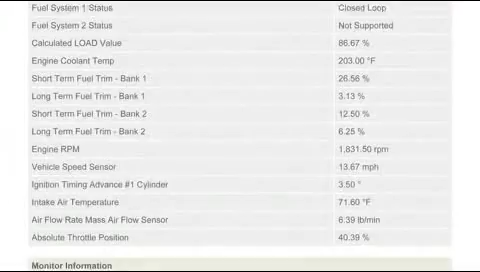 Fuel System 1 Status Closed Loop
Fuel System 2 Status Not Supported
Calculated LOAD Value 86.67 %
Engine Coolant Temp 203.00 °F
Short Term Fuel Trim - Bank 1 26.56 %
Long Term Fuel Trim - Bank 1 3.13 %
Short Term Fuel Trim - Bank 2 12.50 %
Long Term Fuel Trim - Bank 2 6.25 %
Engine RPM 1,831.50 rpm
Vehicle Speed Sensor 13.67 mph
Ignition Timing Advance #1 Cylinder 3.50 °
Intake Air Temperature 71.60 °F
Air Flow Rate Mass Air Flow Sensor 6.39 lb/min
Absolute Throttle Position 40.39 %
Monitor Information